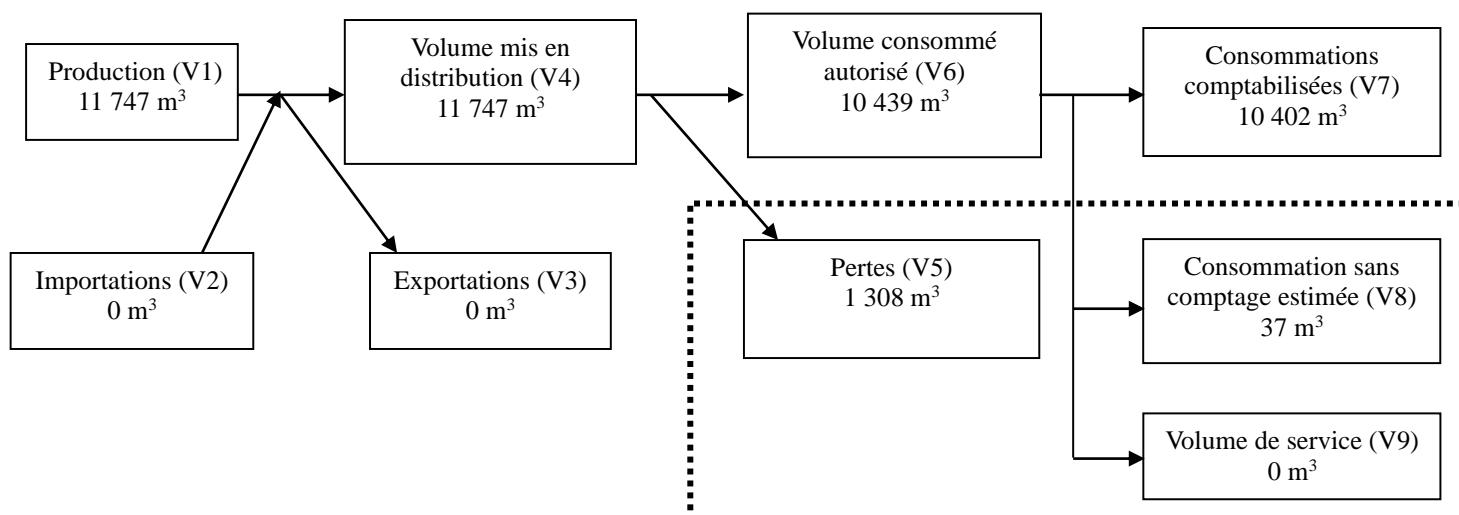 Production (V1)
11 747 m³
Volume mis en
distribution (V4)
11 747 m³
Volume consommé
autorisé (V6)
10 439 m³
Consommations
comptabilisées (V7)
10 402 m³
Importations (V2)
0 m³
Exportations (V3)
0 m³
Pertes (V5)
1 308 m³
Consommation sans
comptage estimée (V8)
37 m³
Volume de service (V9)
0 m³